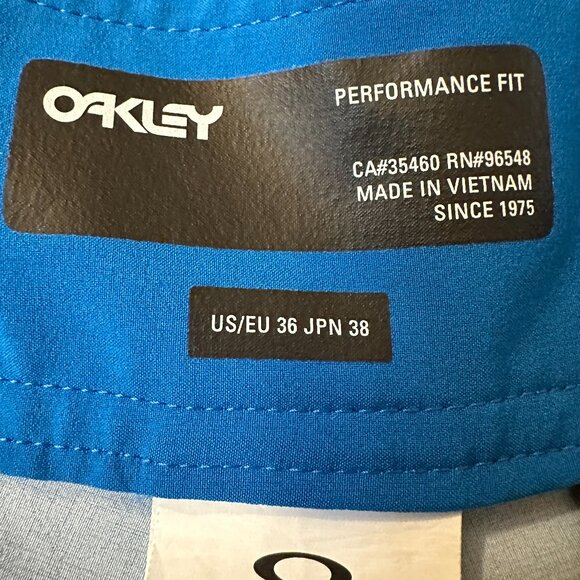 OAKLEY
PERFORMANCE FIT
CA#35460 RN#96548
MADE IN VIETNAM
SINCE 1975
US/EU 36 JPN 38